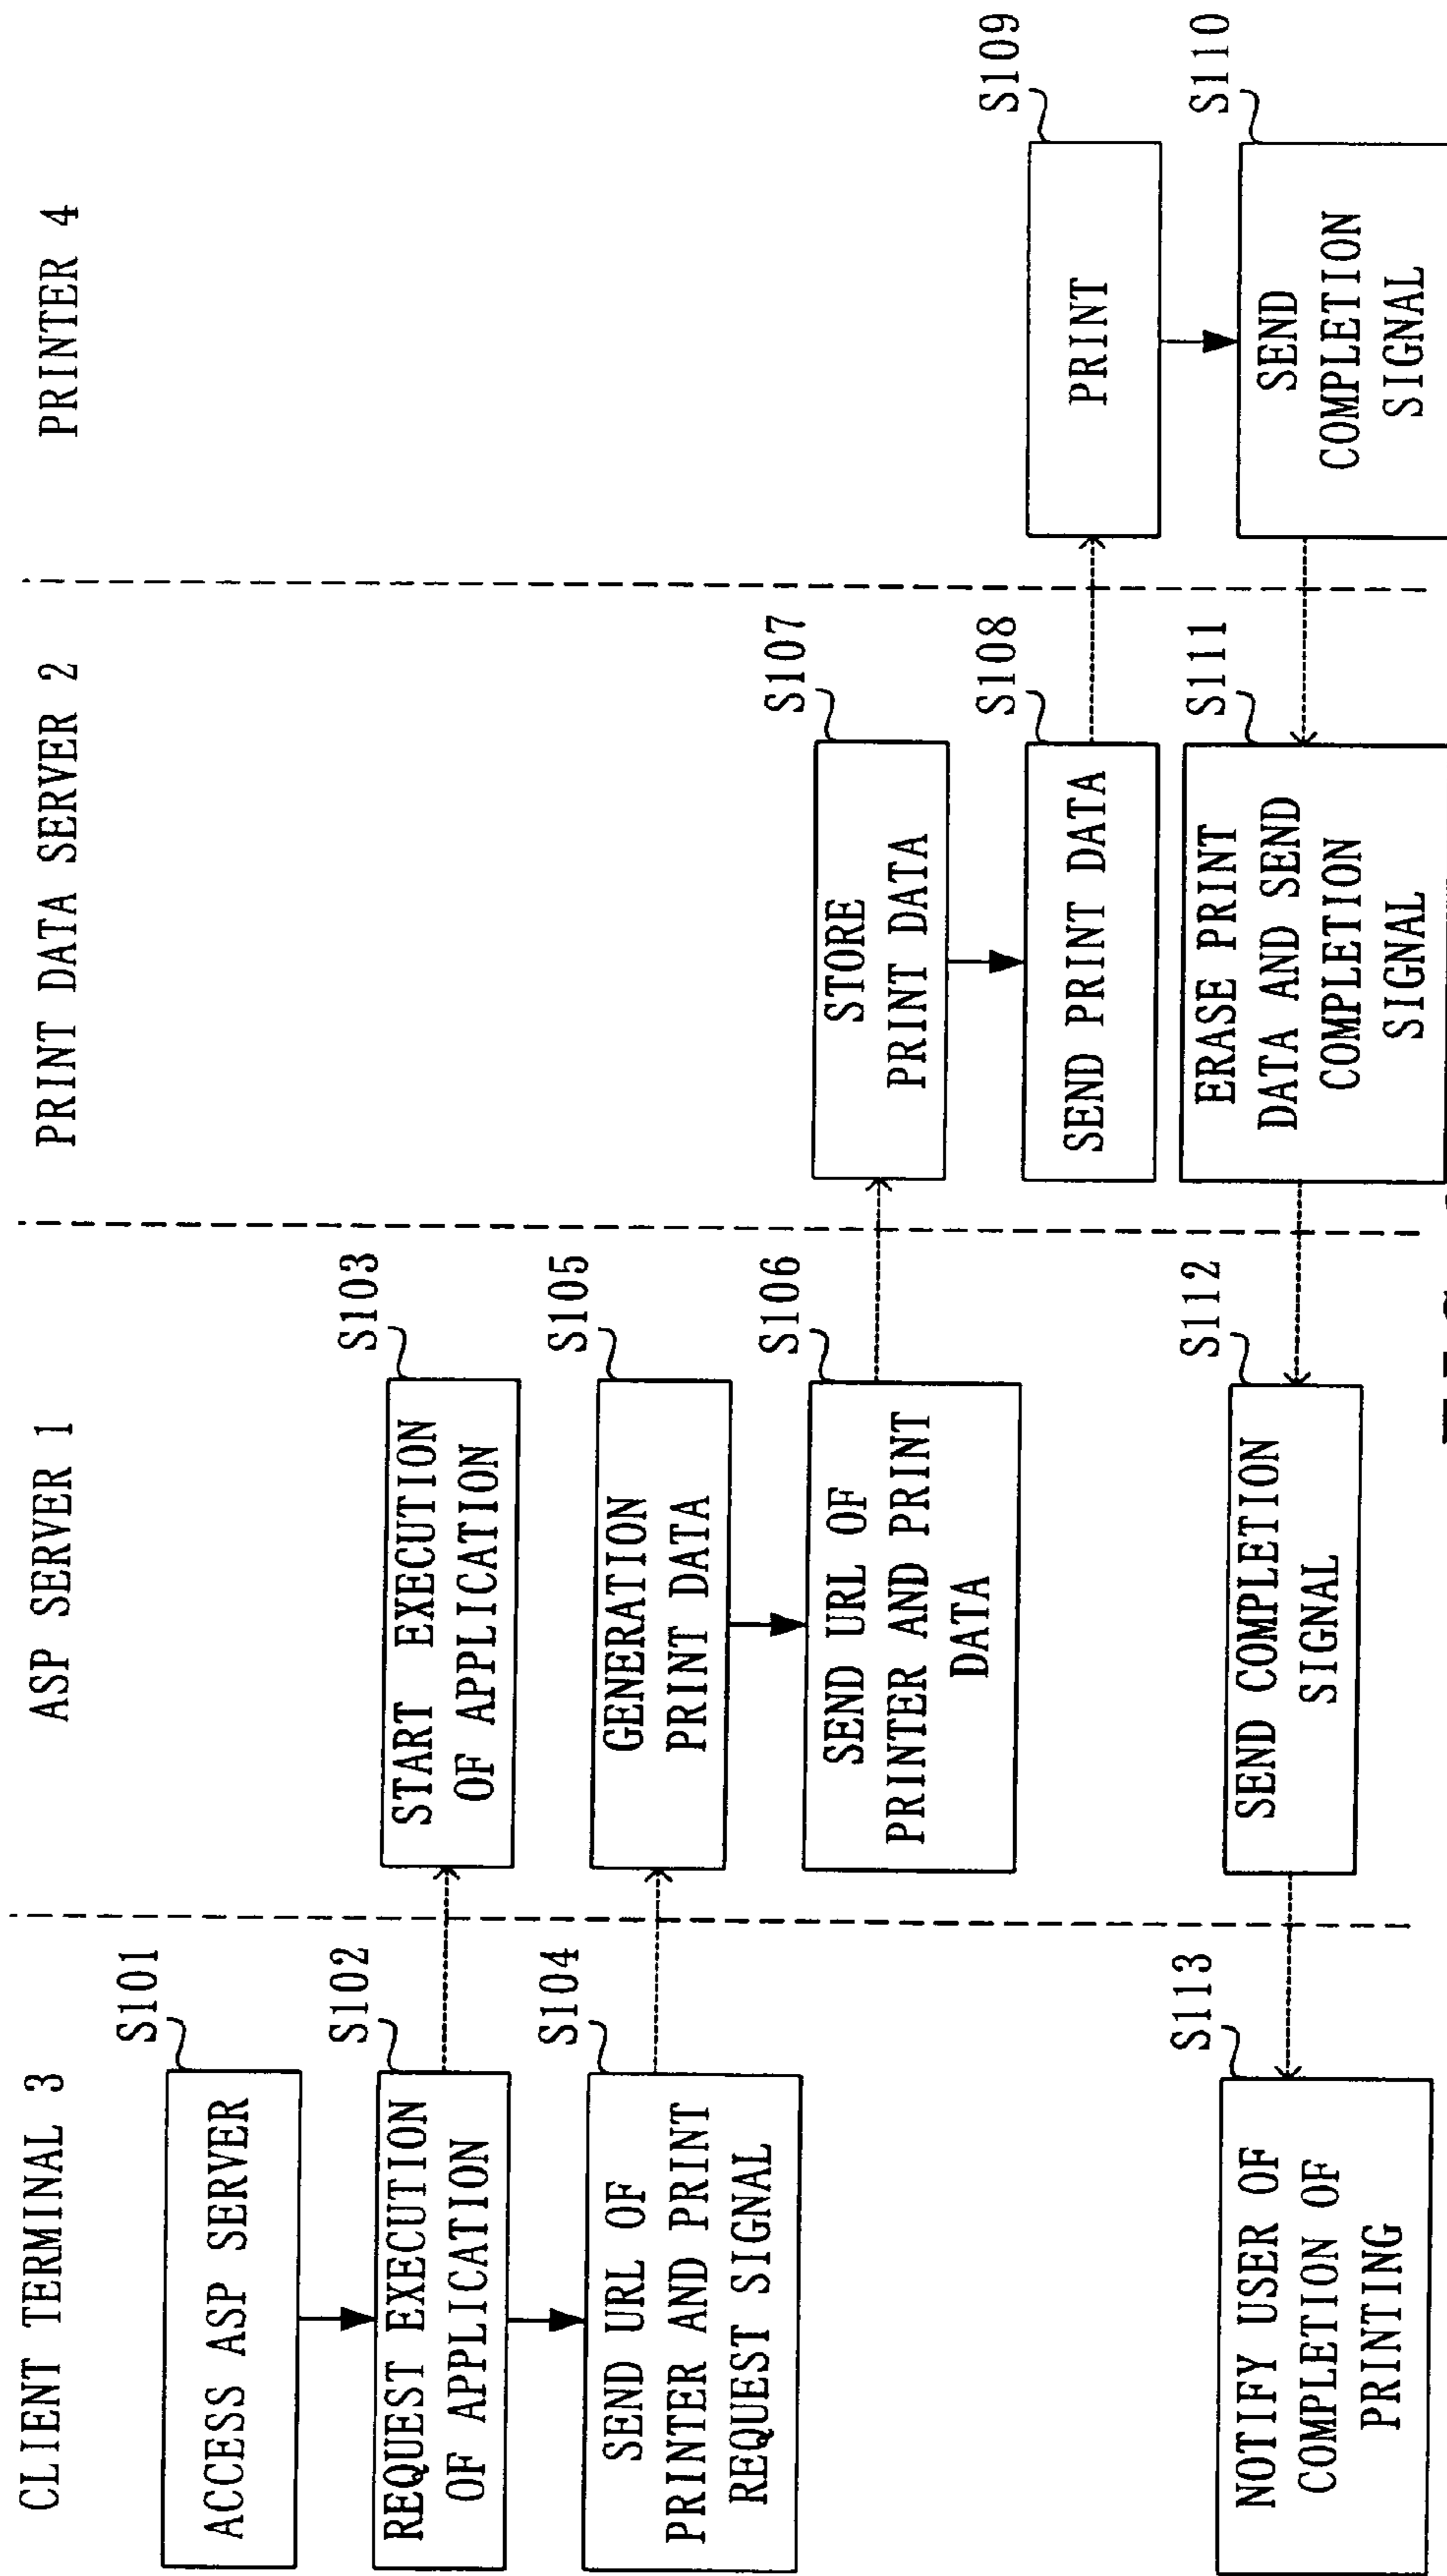 CLIENT TERMINAL 3
ASP SERVER 1
PRINT DATA SERVER 2
PRINTER 4
S101
ACCESS ASP SERVER
S102
REQUEST EXECUTION
OF APPLICATION
S103
START EXECUTION
OF APPLICATION
S104
SEND URL OF
PRINTER AND PRINT
REQUEST SIGNAL
S105
GENERATION
PRINT DATA
S106
SEND URL OF
PRINTER AND PRINT
DATA
S107
STORE
PRINT DATA
S108
SEND PRINT DATA
S109
PRINT
S110
SEND
COMPLETION
SIGNAL
S111
ERASE PRINT
DATA AND SEND
COMPLETION
SIGNAL
S112
SEND COMPLETION
SIGNAL
S113
NOTIFY USER OF
COMPLETION OF
PRINTING